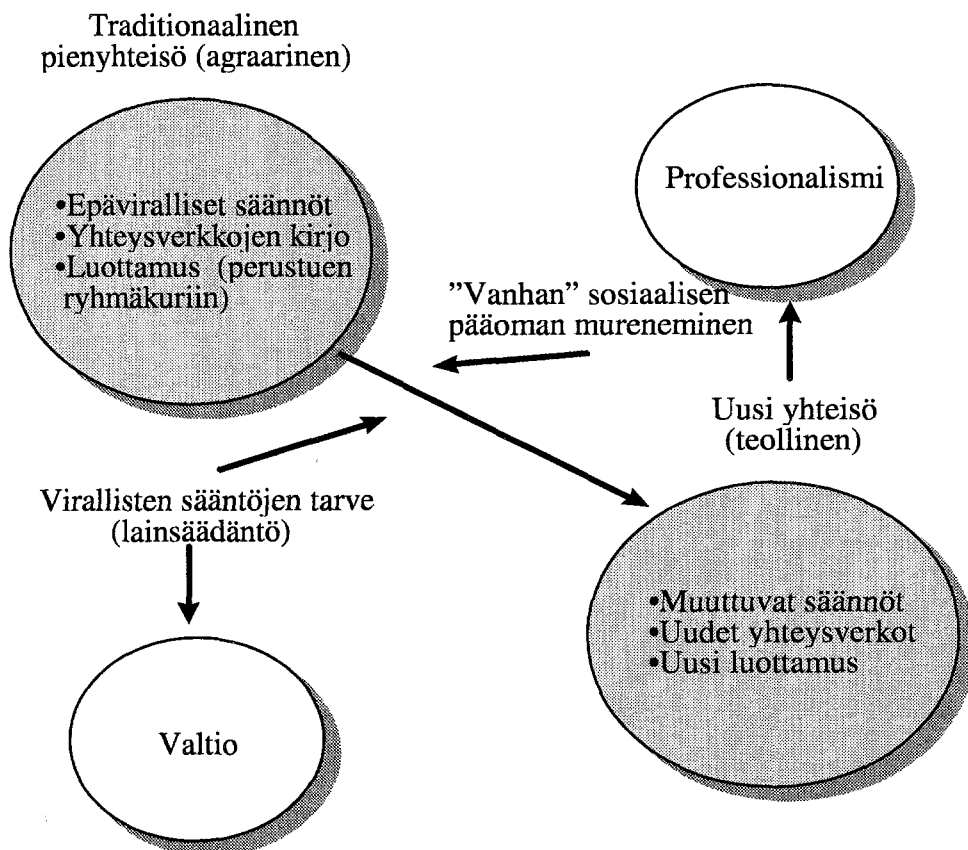 Traditionaalinen
pienyhteisö (agraarinen)
•Epäviralliset säännöt
•Yhteysverkkojen kirjo
•Luottamus (perustuen
ryhmäkuriin)
Professionalismi
”Vanhan” sosiaalisen
pääoman mureneminen
Uusi yhteisö
(teollinen)
Virallisten sääntöjen tarve
(lainsäädäntö)
•Muuttuvat säännöt
•Uudet yhteysverkot
•Uusi luottamus
Valtio